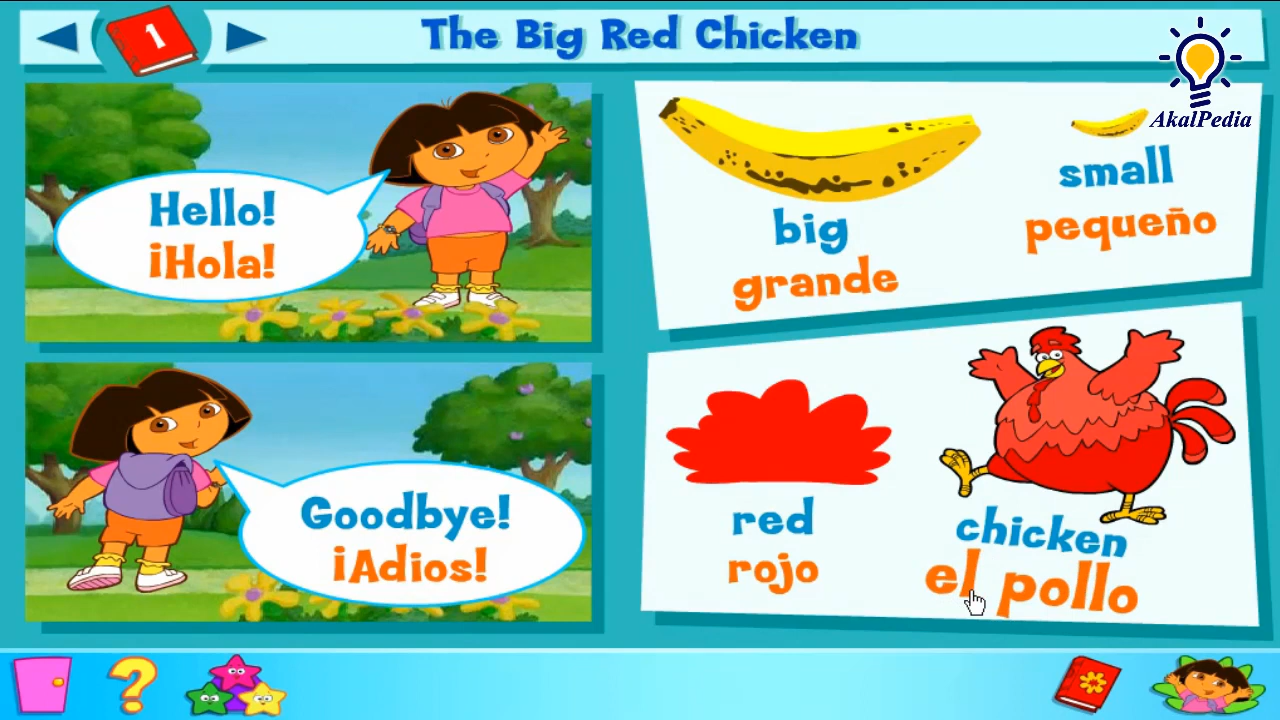 1
The Big Red Chicken
AkalPedia
Hello!
¡Hola!
big
grande
small
pequeño
Goodbye!
¡Adios!
red
rojo
chicken
el pollo
?